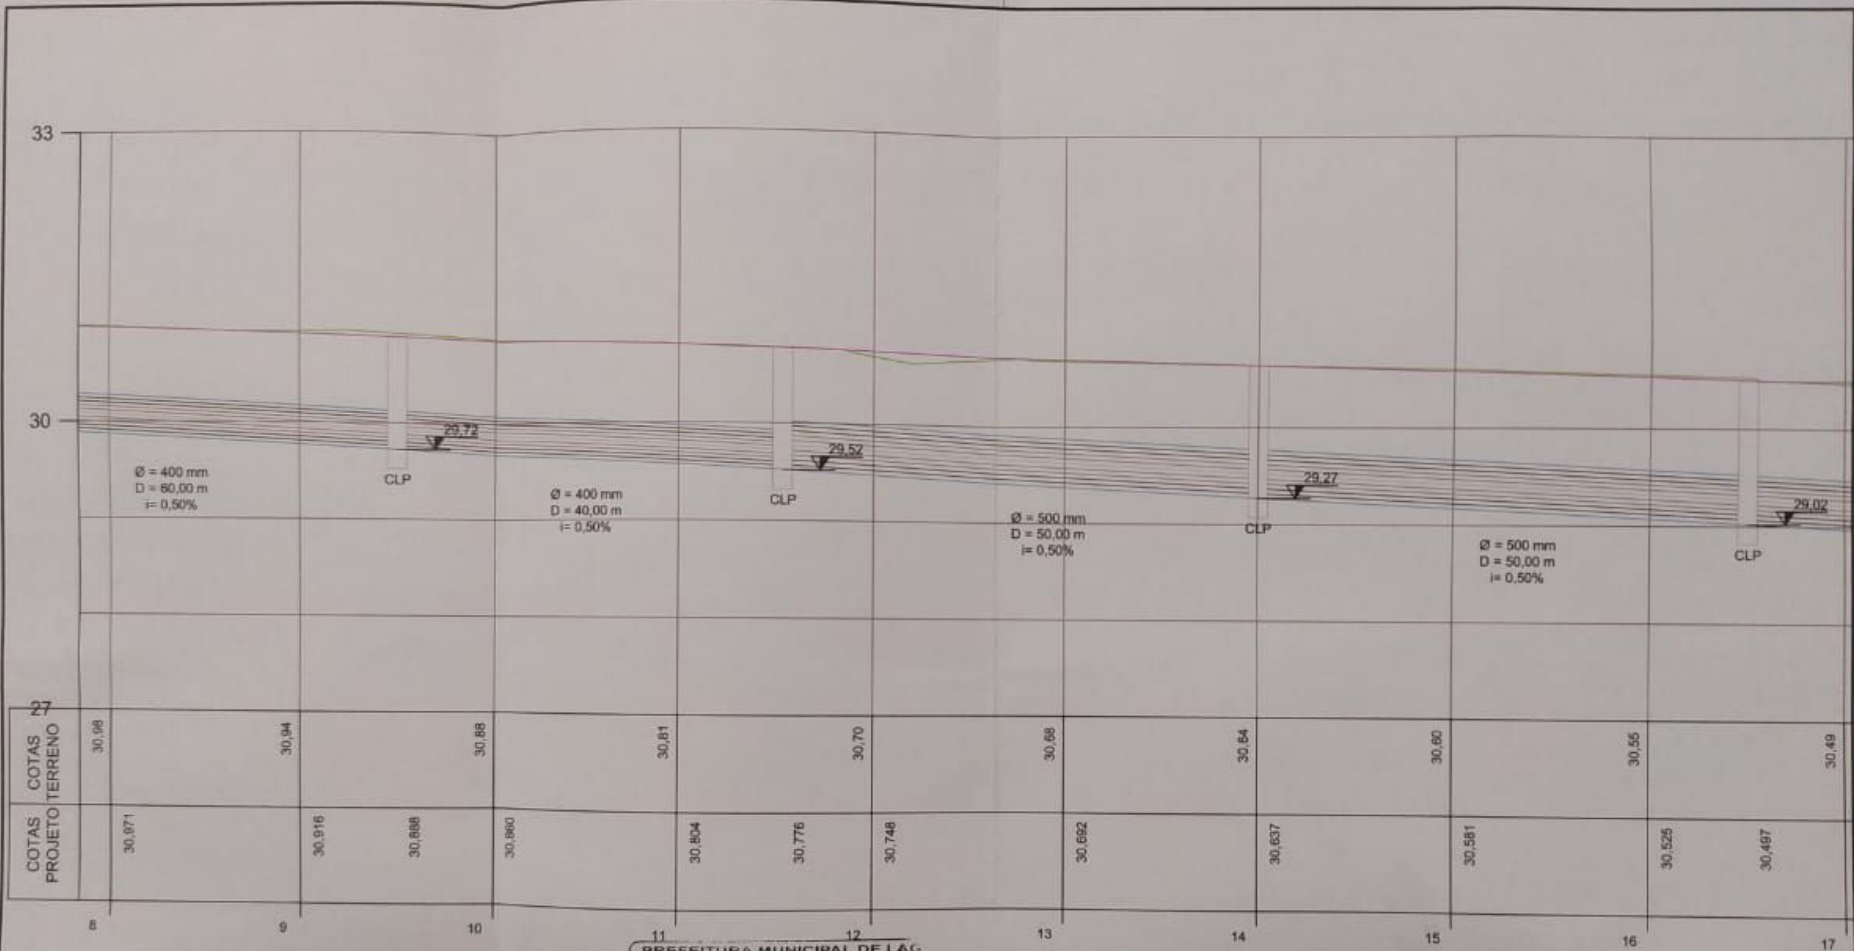 33
30
27
29,72
29,52
29,27
29,02
CLP
CLP
CLP
CLP
Ø = 400 mm
D = 60,00 m
i= 0,50%
Ø = 400 mm
D = 40,00 m
i= 0,50%
Ø = 500 mm
D = 50,00 m
i= 0,50%
Ø = 500 mm
D = 50,00 m
i= 0,50%
COTAS TERRENO
30,98
30,94
30,88
30,81
30,70
30,68
30,64
30,60
30,55
30,49
COTAS PROJETO
30,971
30,916
30,888
30,860
30,804
30,776
30,748
30,692
30,637
30,581
30,525
30,497
8
9
10
11
12
13
14
15
16
17
PREFEITURA MUNICIPAL DE